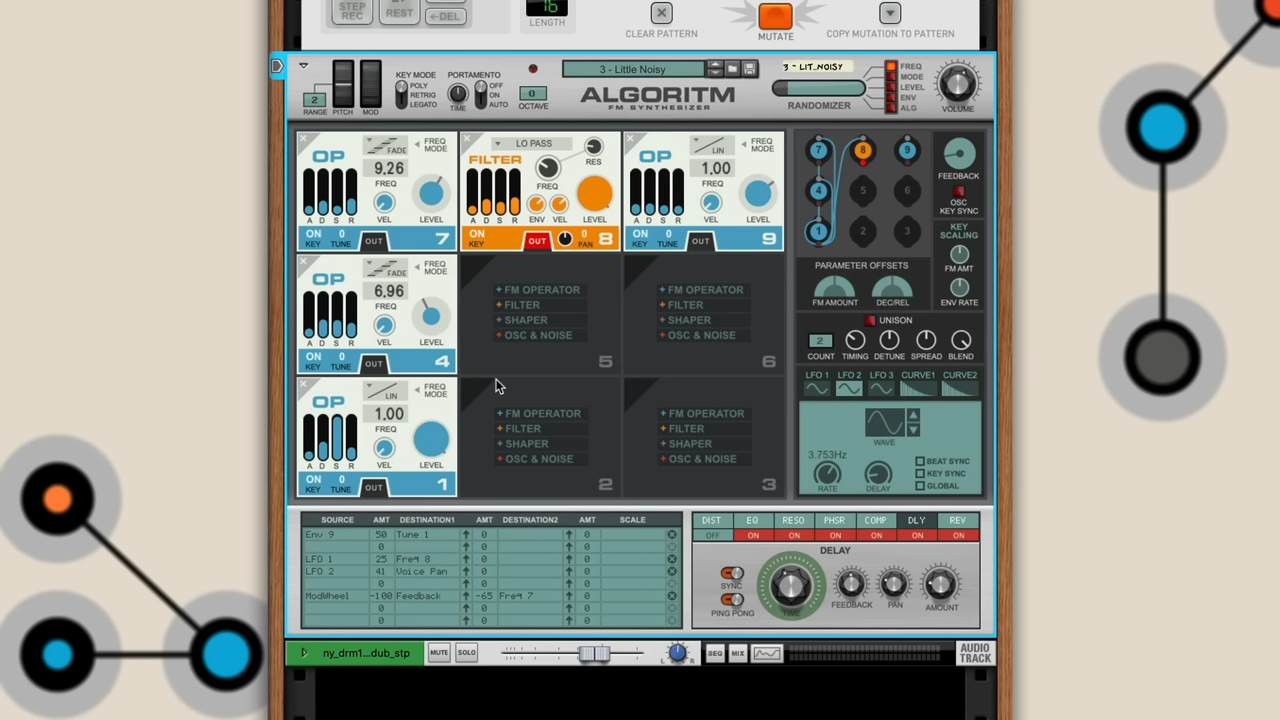 STEP REC
REST
←DEL
16
LENGTH
CLEAR PATTERN
MUTATE
COPY MUTATION TO PATTERN
2
RANGE PITCH MOD
KEY MODE
POLY
RETRIG
LEGATO
PORTAMENTO
TIME
OFF
ON
AUTO
0
OCTAVE
3 - Little Noisy
ALGORITM
FM SYNTHESIZER
3 - LIT_NOISY
RANDOMIZER
FREQ
MODE
LEVEL
ENV
ALG
VOLUME
OP
FADE
FREQ MODE
9,26
FREQ
VEL
LEVEL
A D S R
ON KEY
0 TUNE
OUT
7
LO PASS
FILTER
RES
FREQ
ENV VEL
LEVEL
A D S R
ON KEY
OUT
0 PAN
8
OP
LIN
FREQ MODE
1,00
FREQ
VEL
LEVEL
A D S R
ON KEY
0 TUNE
OUT
9
OP
FADE
FREQ MODE
6,96
FREQ
VEL
LEVEL
A D S R
ON KEY
0 TUNE
OUT
4
+ FM OPERATOR
+ FILTER
+ SHAPER
+ OSC & NOISE
5
+ FM OPERATOR
+ FILTER
+ SHAPER
+ OSC & NOISE
6
OP
LIN
FREQ MODE
1,00
FREQ
VEL
LEVEL
A D S R
ON KEY
0 TUNE
OUT
1
+ FM OPERATOR
+ FILTER
+ SHAPER
+ OSC & NOISE
2
+ FM OPERATOR
+ FILTER
+ SHAPER
+ OSC & NOISE
3
7 8 9
4 5 6
1 2 3
FEEDBACK
OSC KEY SYNC
KEY SCALING
FM AMT
ENV RATE
PARAMETER OFFSETS
FM AMOUNT DEC/REL
UNISON
2
COUNT TIMING DETUNE SPREAD BLEND
LFO 1 LFO 2 LFO 3 CURVE1 CURVE2
WAVE
3.753Hz
RATE DELAY
BEAT SYNC
KEY SYNC
GLOBAL
SOURCE AMT DESTINATION1 AMT DESTINATION2 AMT SCALE
Env 9 50 Tune 1 0 0
0 0 0
LFO 1 25 Freq 8 0 0
LFO 2 41 Voice Pan 0 0
0 0 0
ModWheel -100 Feedback -65 Freq 7 0
0 0 0
0 0 0
DIST EQ RESO PHSR COMP DLY REV
OFF ON ON ON ON ON ON
DELAY
SYNC
PING PONG
TIME
FEEDBACK PAN AMOUNT
ny_drm1...dub_stp
MUTE SOLO
L R
SEQ MIX
AUDIO TRACK